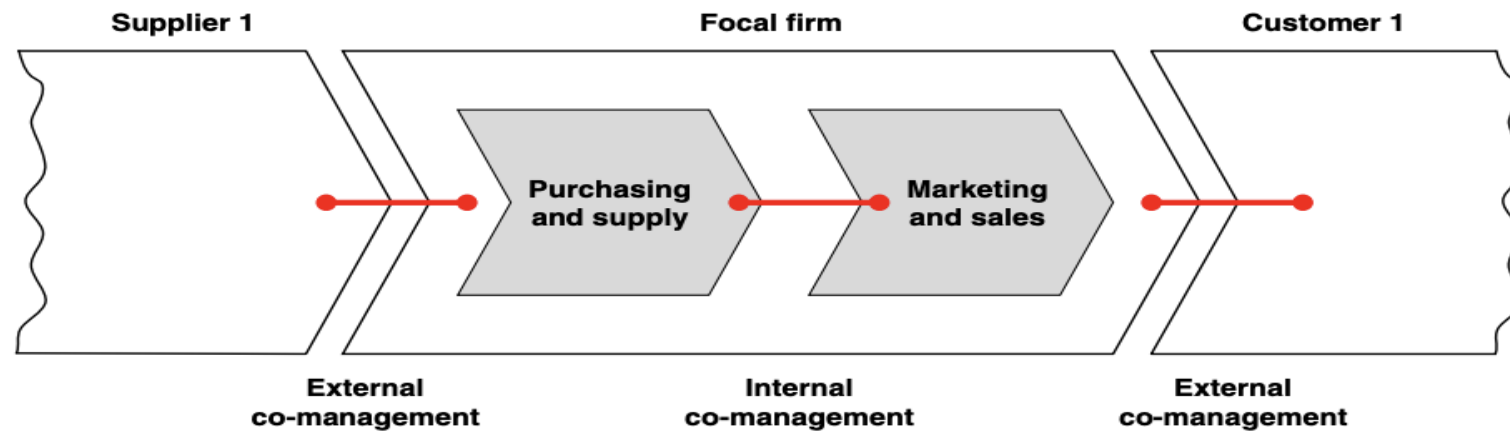 Supplier 1
Focal firm
Customer 1
Purchasing
and supply
Marketing
and sales
External
co-management
Internal
co-management
External
co-management